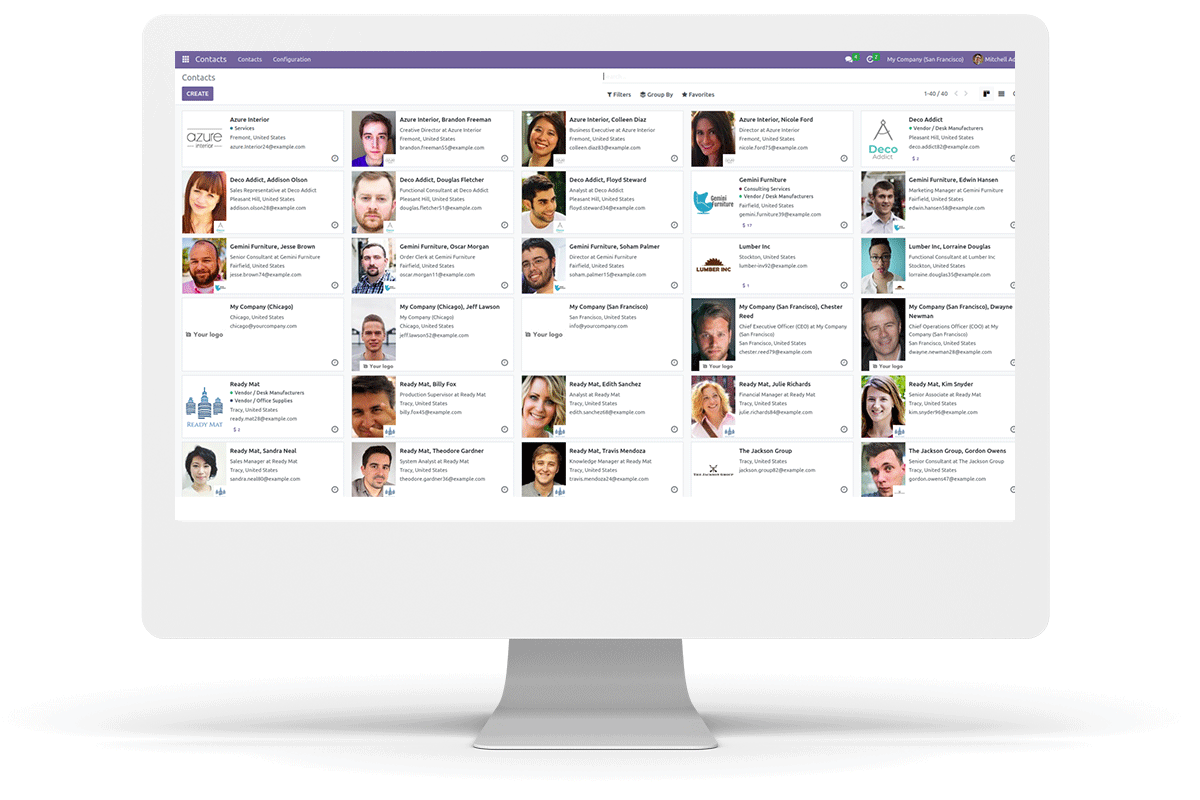 Contacts Contacts Configuration 4 2 My Company (San Francisco) Mitchell Ad
Contacts
CREATE Filters Group By Favorites 1-40 / 40
azure
interior
Azure Interior
Services
Fremont, United States
azure.Interior24@example.com
Azure Interior, Brandon Freeman
Creative Director at Azure Interior
Fremont, United States
brandon.freeman55@example.com
Azure Interior, Colleen Diaz
Business Executive at Azure Interior
Fremont, United States
colleen.diaz83@example.com
Azure Interior, Nicole Ford
Director at Azure Interior
Fremont, United States
nicole.ford75@example.com
Deco
Addict
Deco Addict
Vendor / Desk Manufacturers
Pleasant Hill, United States
deco.addict82@example.com
$ 2
Deco Addict, Addison Olson
Sales Representative at Deco Addict
Pleasant Hill, United States
addison.olson28@example.com
Deco Addict, Douglas Fletcher
Functional Consultant at Deco Addict
Pleasant Hill, United States
douglas.fletcher51@example.com
Deco Addict, Floyd Steward
Analyst at Deco Addict
Pleasant Hill, United States
floyd.steward34@example.com
Gemini
Furniture
Gemini Furniture
Consulting Services
Vendor / Desk Manufacturers
Fairfield, United States
gemini.furniture39@example.com
$ 17
Gemini Furniture, Edwin Hansen
Marketing Manager at Gemini Furniture
Fairfield, United States
edwin.hansen58@example.com
Gemini Furniture, Jesse Brown
Senior Consultant at Gemini Furniture
Fairfield, United States
jesse.brown74@example.com
Gemini Furniture, Oscar Morgan
Order Clerk at Gemini Furniture
Fairfield, United States
oscar.morgan11@example.com
Gemini Furniture, Soham Palmer
Director at Gemini Furniture
Fairfield, United States
soham.palmer15@example.com
LUMBER INC
Lumber Inc
Stockton, United States
lumber-inv92@example.com
$ 1
Lumber Inc, Lorraine Douglas
Functional Consultant at Lumber Inc
Stockton, United States
lorraine.douglas35@example.com
Your logo
My Company (Chicago)
Chicago, United States
chicago@yourcompany.com
My Company (Chicago), Jeff Lawson
My Company (Chicago)
Chicago, United States
jeff.lawson52@example.com
Your logo
Your logo
My Company (San Francisco)
San Francisco, United States
info@yourcompany.com
My Company (San Francisco), Chester
Reed
Chief Executive Officer (CEO) at My Company
(San Francisco)
San Francisco, United States
chester.reed79@example.com
Your logo
My Company (San Francisco), Dwayne
Newman
Chief Operations Officer (COO) at My
Company (San Francisco)
San Francisco, United States
dwayne.newman28@example.com
Your logo
READY MAT
Ready Mat
Vendor / Desk Manufacturers
Vendor / Office Supplies
Tracy, United States
ready.mat28@example.com
$ 2
Ready Mat, Billy Fox
Production Supervisor at Ready Mat
Tracy, United States
billy.fox45@example.com
Ready Mat, Edith Sanchez
Analyst at Ready Mat
Tracy, United States
edith.sanchez68@example.com
Ready Mat, Julie Richards
Financial Manager at Ready Mat
Tracy, United States
julie.richards84@example.com
Ready Mat, Kim Snyder
Senior Associate at Ready Mat
Tracy, United States
kim.snyder96@example.com
Ready Mat, Sandra Neal
Sales Manager at Ready Mat
Tracy, United States
sandra.neal80@example.com
Ready Mat, Theodore Gardner
System Analyst at Ready Mat
Tracy, United States
theodore.gardner36@example.com
Ready Mat, Travis Mendoza
Knowledge Manager at Ready Mat
Tracy, United States
travis.mendoza24@example.com
THE JACKSON GROUP
The Jackson Group
Tracy, United States
jackson.group82@example.com
The Jackson Group, Gordon Owens
Senior Consultant at The Jackson Group
Tracy, United States
gordon.owens47@example.com